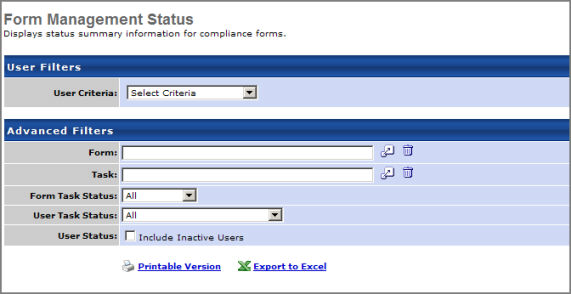 Form Management Status
Displays status summary information for compliance forms.
User Filters
User Criteria: Select Criteria
Advanced Filters
Form:
Task:
Form Task Status: All
User Task Status: All
User Status: Include Inactive Users
Printable Version Export to Excel